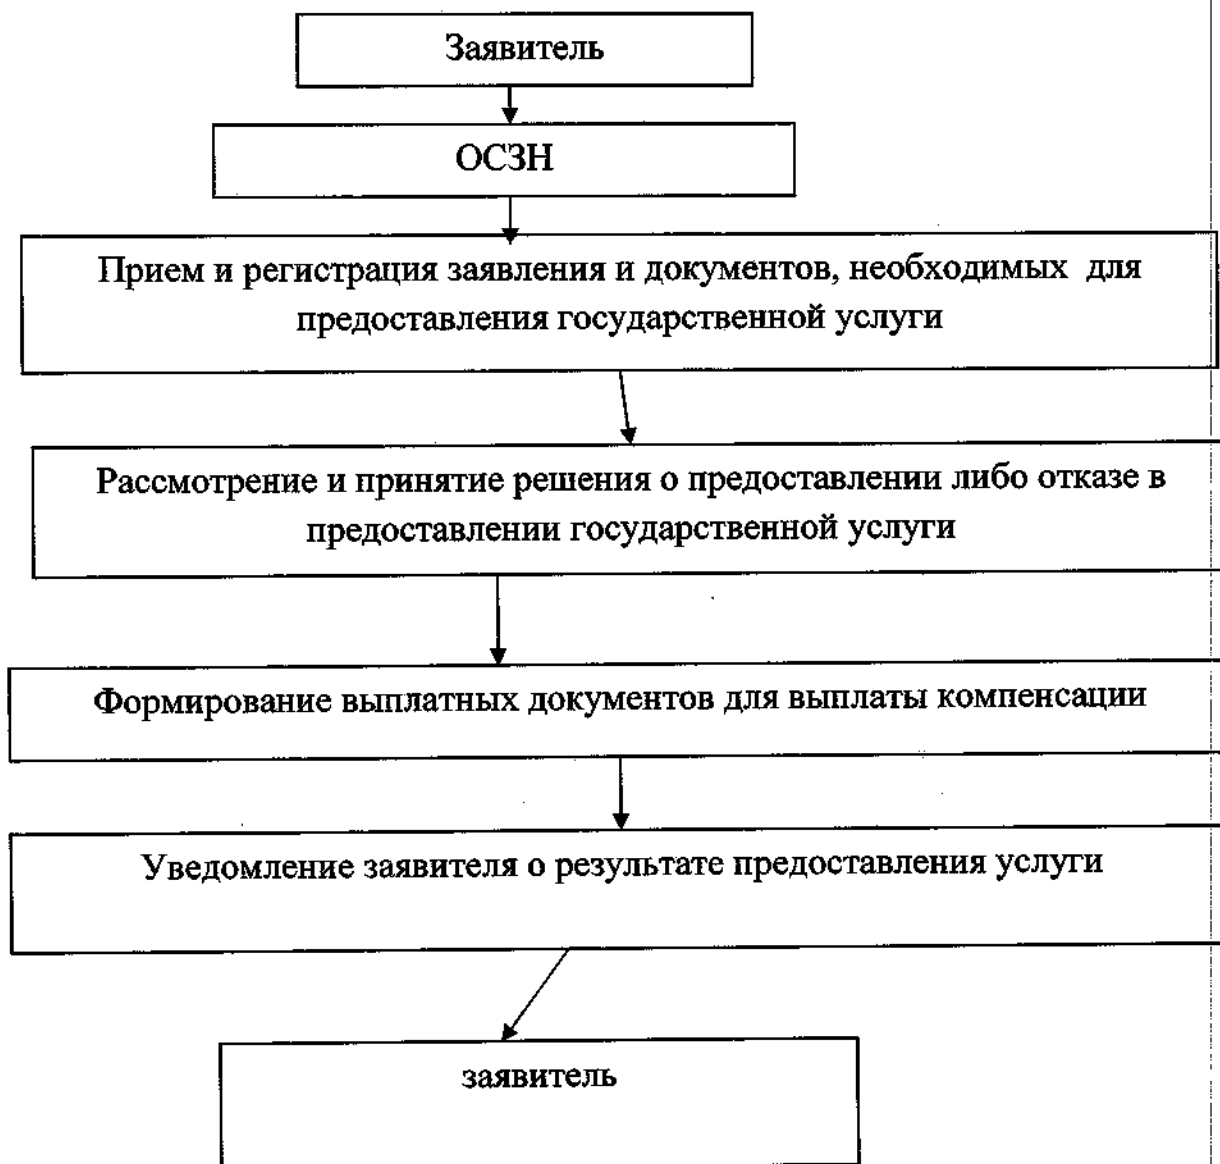 Заявитель
ОСЗН
Прием и регистрация заявления и документов, необходимых для
предоставления государственной услуги
Рассмотрение и принятие решения о предоставлении либо отказе в
предоставлении государственной услуги
Формирование выплатных документов для выплаты компенсации
Уведомление заявителя о результате предоставления услуги
заявитель